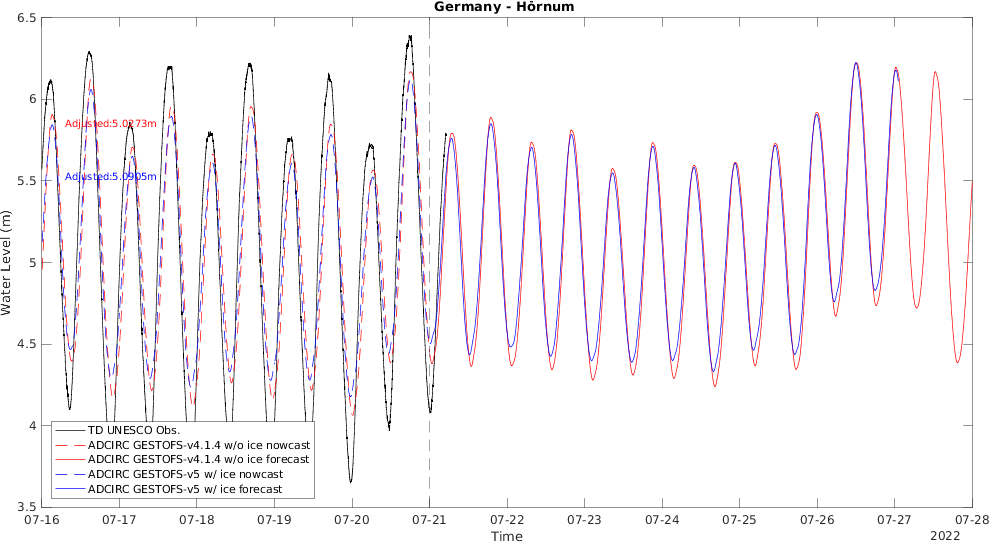 Germany - Hörnum
6.5
6
5.5
5
4.5
4
3.5
Water Level (m)
Adjusted:5.0273m
Adjusted:5.0905m
TD UNESCO Obs.
ADCIRC GESTOFS-v4.1.4 w/o ice nowcast
ADCIRC GESTOFS-v4.1.4 w/o ice forecast
ADCIRC GESTOFS-v5 w/ ice nowcast
ADCIRC GESTOFS-v5 w/ ice forecast
07-16 07-17 07-18 07-19 07-20 07-21 07-22 07-23 07-24 07-25 07-26 07-27 07-28
Time
2022